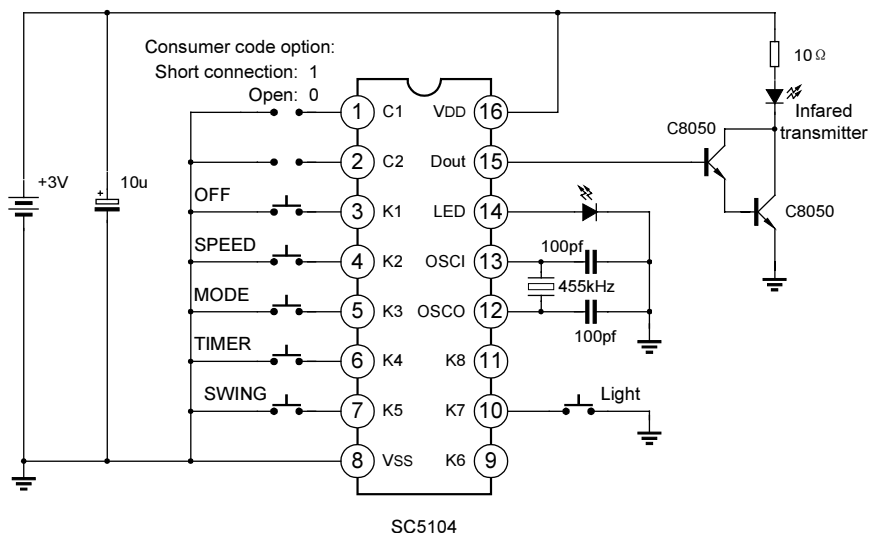 Consumer code option:
Short connection: 1
Open: 0
+3V
+
10u
OFF
SPEED
MODE
TIMER
SWING
1 C1
2 C2
3 K1
4 K2
5 K3
6 K4
7 K5
8 VSS
VDD 16
Dout 15
LED 14
OSCI 13
OSCO 12
K8 11
K7 10
K6 9
100pf
455kHz
100pf
Light
10Ω
Infared
transmitter
C8050
C8050
SC5104